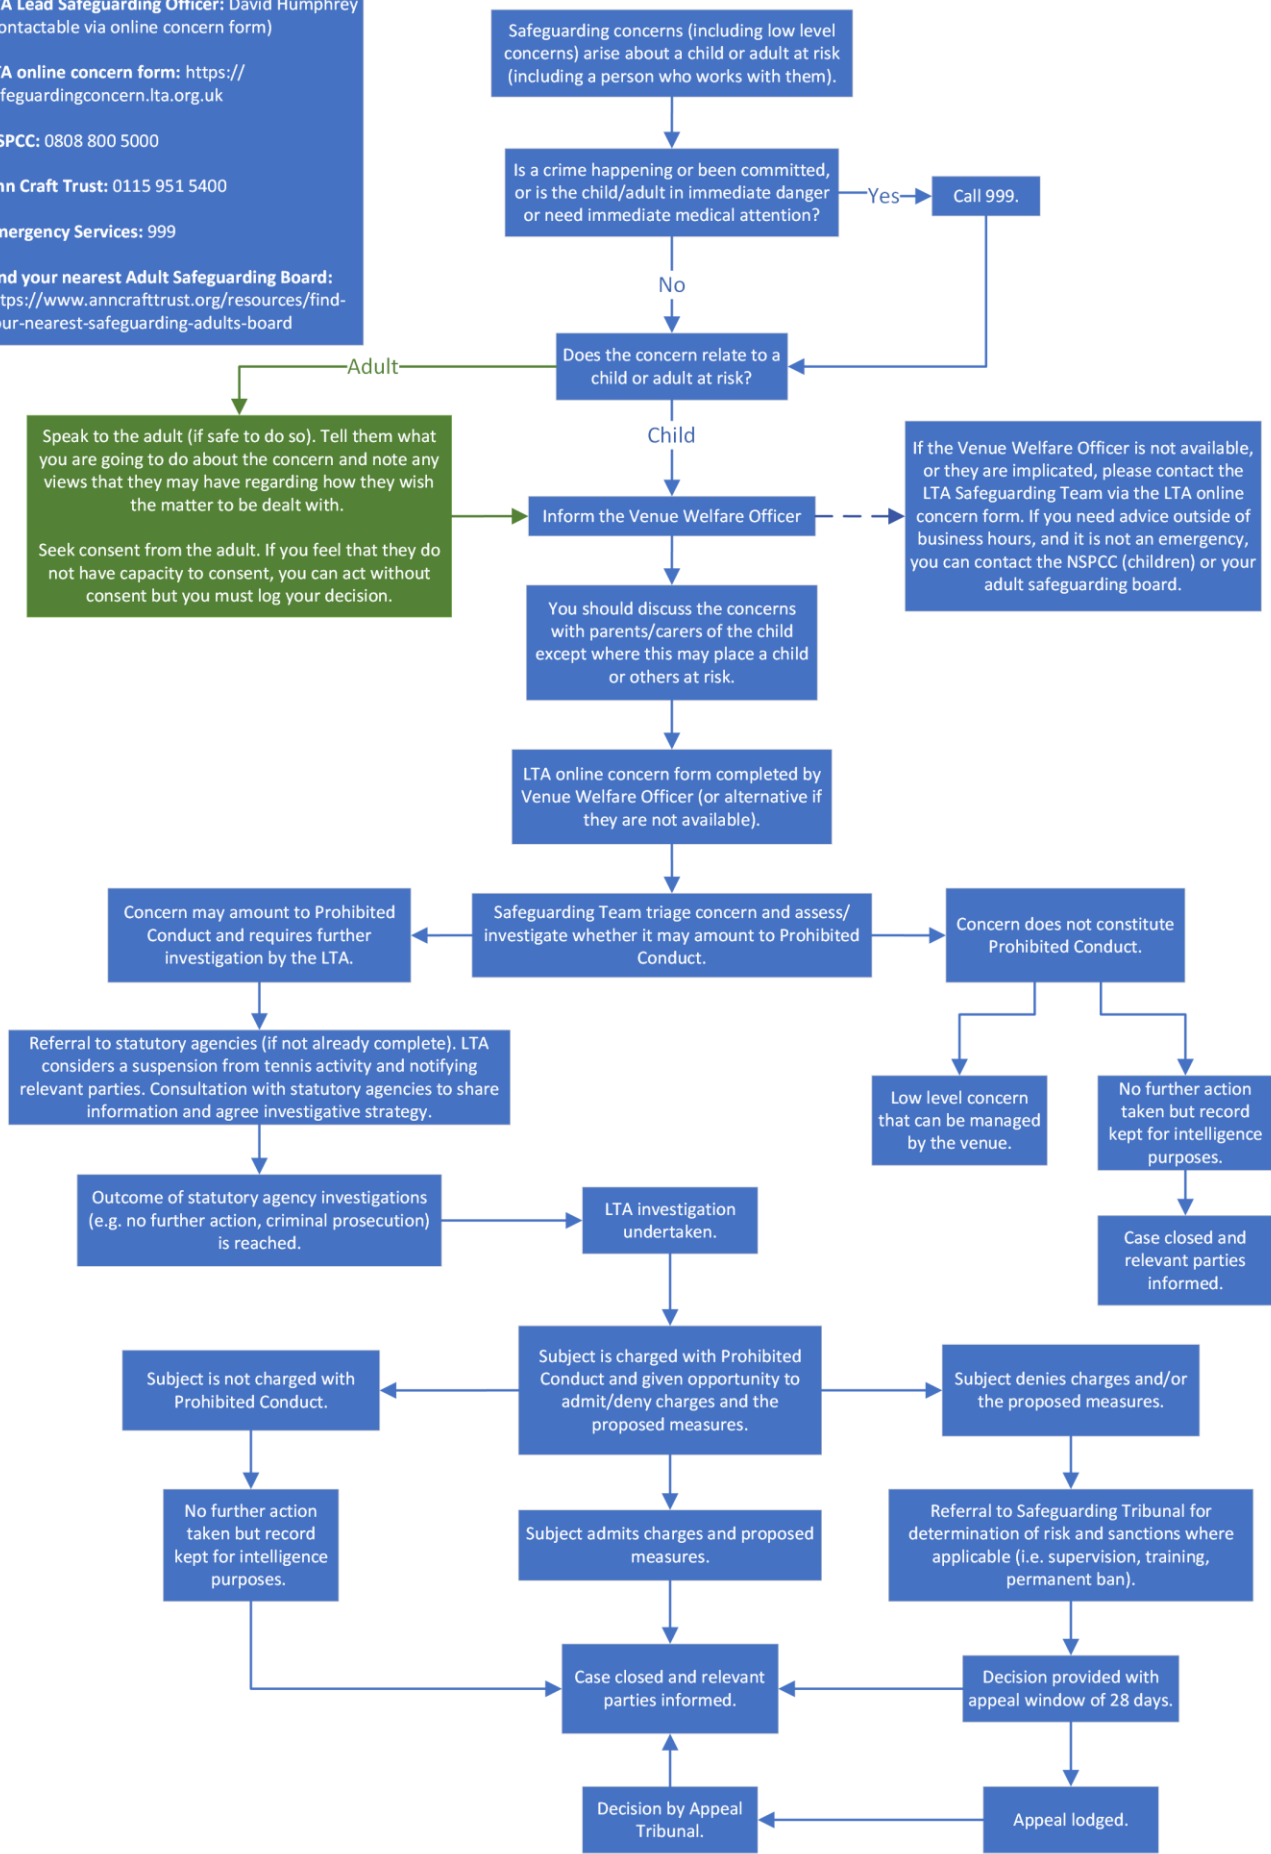 A Lead Safeguarding Officer: David Humphrey
ontactable via online concern form)
A online concern form: https://
feguardingconcern.lta.org.uk
SPCC: 0808 800 5000
nn Craft Trust: 0115 951 5400
mergency Services: 999
nd your nearest Adult Safeguarding Board:
tps://www.anncrafttrust.org/resources/find-
ur-nearest-safeguarding-adults-board
Safeguarding concerns (including low level
concerns) arise about a child or adult at risk
(including a person who works with them).
Is a crime happening or been committed,
or is the child/adult in immediate danger
or need immediate medical attention?
Yes
Call 999.
No
Does the concern relate to a
child or adult at risk?
Adult
Child
Speak to the adult (if safe to do so). Tell them what
you are going to do about the concern and note any
views that they may have regarding how they wish
the matter to be dealt with.
Seek consent from the adult. If you feel that they do
not have capacity to consent, you can act without
consent but you must log your decision.
Inform the Venue Welfare Officer
If the Venue Welfare Officer is not available,
or they are implicated, please contact the
LTA Safeguarding Team via the LTA online
concern form. If you need advice outside of
business hours, and it is not an emergency,
you can contact the NSPCC (children) or your
adult safeguarding board.
You should discuss the concerns
with parents/carers of the child
except where this may place a child
or others at risk.
LTA online concern form completed by
Venue Welfare Officer (or alternative if
they are not available).
Concern may amount to Prohibited
Conduct and requires further
investigation by the LTA.
Safeguarding Team triage concern and assess/
investigate whether it may amount to Prohibited
Conduct.
Concern does not constitute
Prohibited Conduct.
Referral to statutory agencies (if not already complete). LTA
considers a suspension from tennis activity and notifying
relevant parties. Consultation with statutory agencies to share
information and agree investigative strategy.
Low level concern
that can be managed
by the venue.
No further action
taken but record
kept for intelligence
purposes.
Outcome of statutory agency investigations
(e.g. no further action, criminal prosecution)
is reached.
LTA investigation
undertaken.
Case closed and
relevant parties
informed.
Subject is not charged with
Prohibited Conduct.
Subject is charged with Prohibited
Conduct and given opportunity to
admit/deny charges and the
proposed measures.
Subject denies charges and/or
the proposed measures.
No further action
taken but record
kept for intelligence
purposes.
Subject admits charges and proposed
measures.
Referral to Safeguarding Tribunal for
determination of risk and sanctions where
applicable (i.e. supervision, training,
permanent ban).
Case closed and relevant
parties informed.
Decision provided with
appeal window of 28 days.
Decision by Appeal
Tribunal.
Appeal lodged.